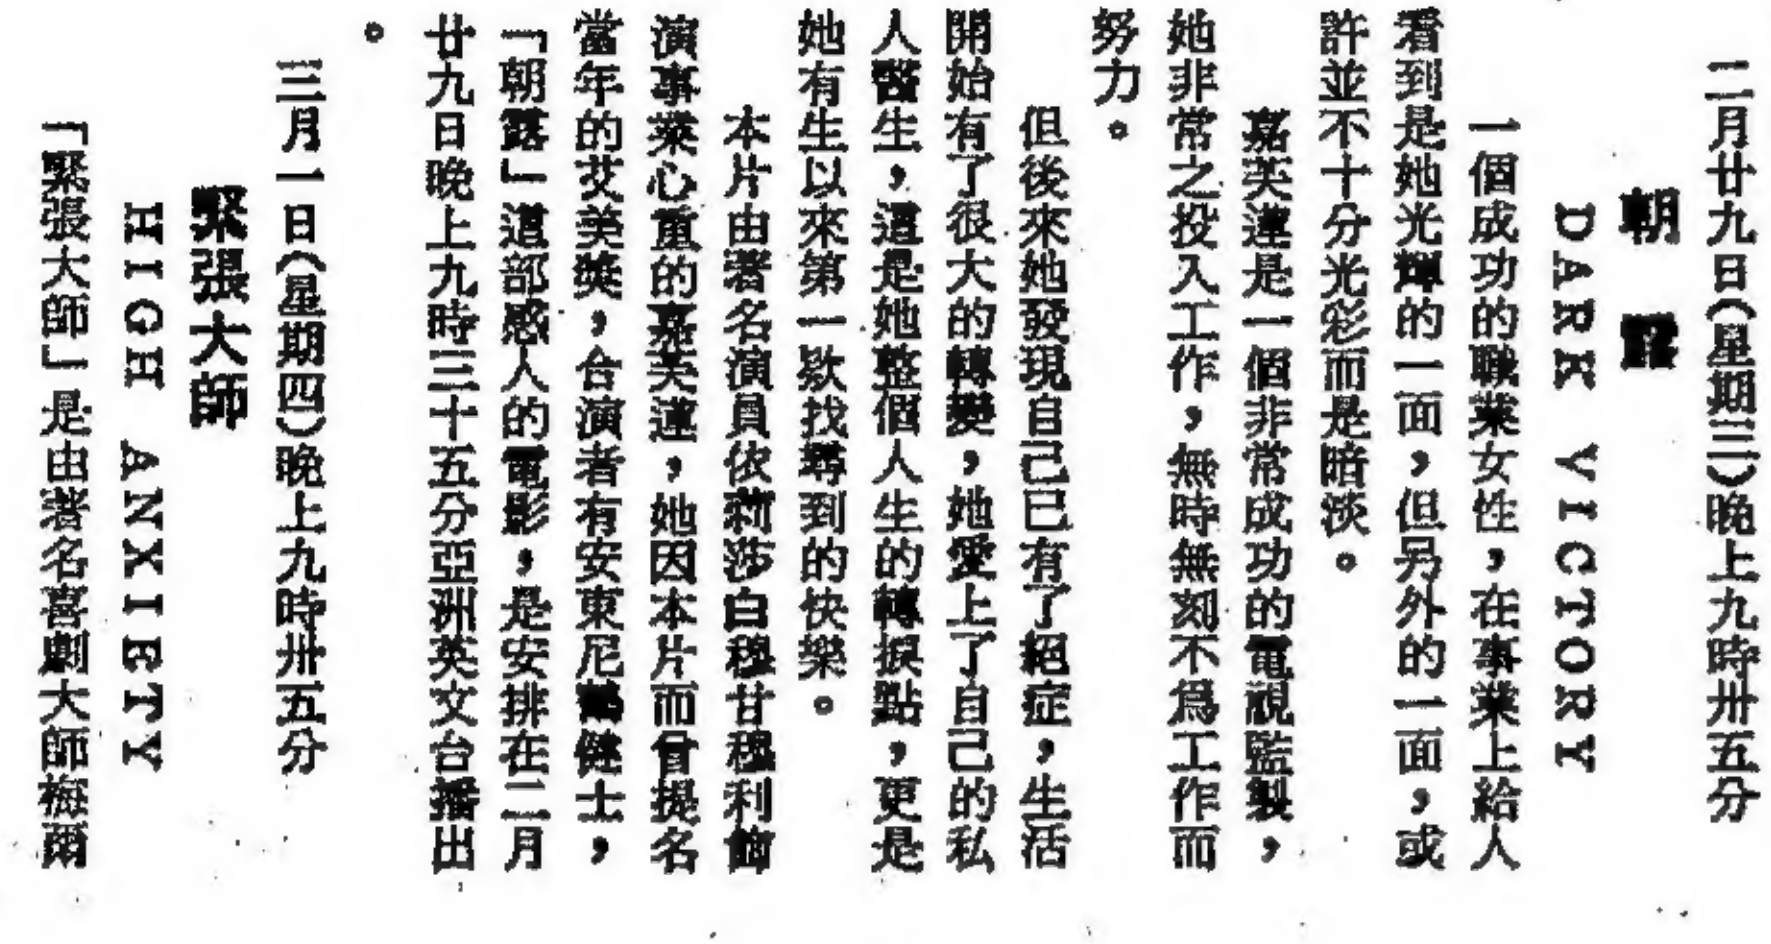 二月廿九日(星期三)晚上九時卅五分
朝 露
DARK VICTORY
一個成功的職業女性,在事業上給人
看到是她光輝的一面,但另外的一面,或
許並不十分光彩而是暗淡。
嘉芙蓮是一個非常成功的電視監製,
她非常之投入工作,無時無刻不爲工作而
努力。
但後來她發現自己已有了絕症,生活
開始有了很大的轉變,她愛上了自己的私
人醫生,這是她整個人生的轉捩點,更是
她有生以來第一歘找尋到的快樂。
本片由著名演員依莉莎白穆甘穆利飾
演事業心重的嘉芙蓮,她因本片而曾提名
當年的艾美獎,合演者有安東尼鶴健士,
「朝露」這部感人的電影,是安排在二月
廿九日晚上九時三十五分亞洲英文台播出
。
三月一日(星期四)晚上九時卅五分
緊張大師
HIGH ANXIETY
「緊張大師」是由著名喜劇大師梅爾